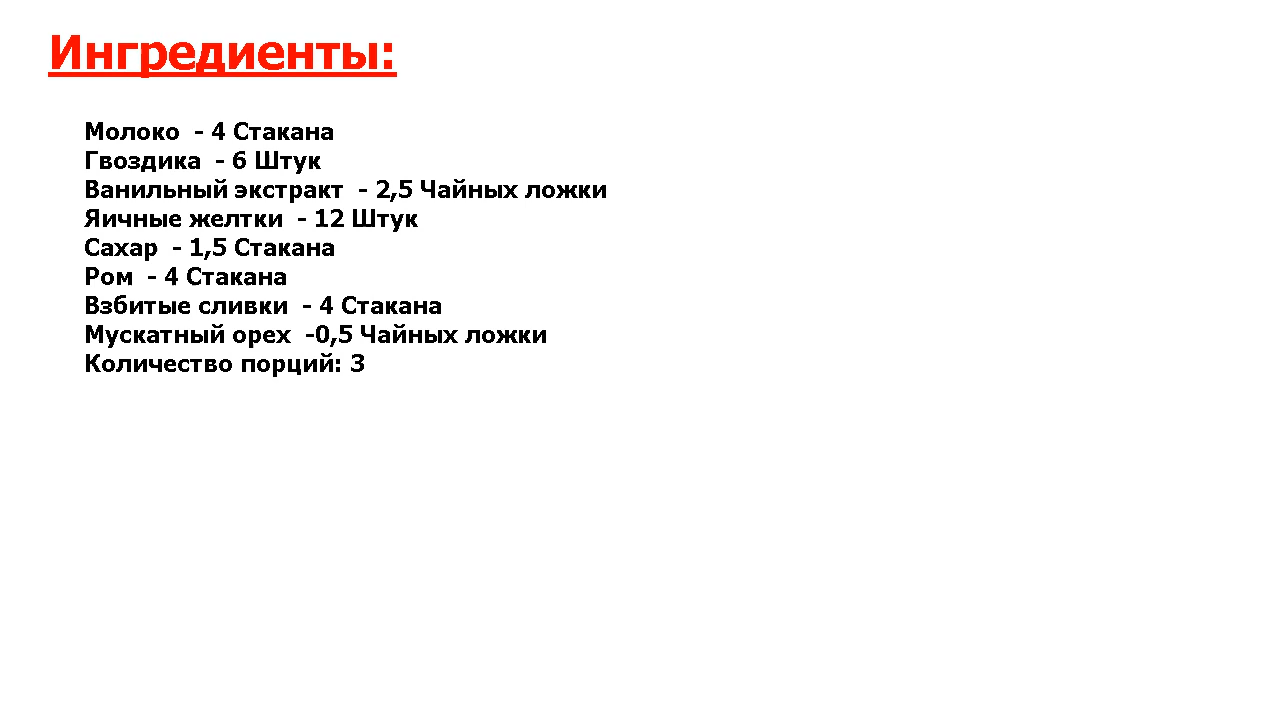 Ингредиенты:
Молоко  - 4 Стакана
Гвоздика  - 6 Штук
Ванильный экстракт  - 2,5 Чайных ложки
Яичные желтки  - 12 Штук
Сахар  - 1,5 Стакана
Ром  - 4 Стакана
Взбитые сливки  - 4 Стакана
Мускатный орех  -0,5 Чайных ложки
Количество порций: 3